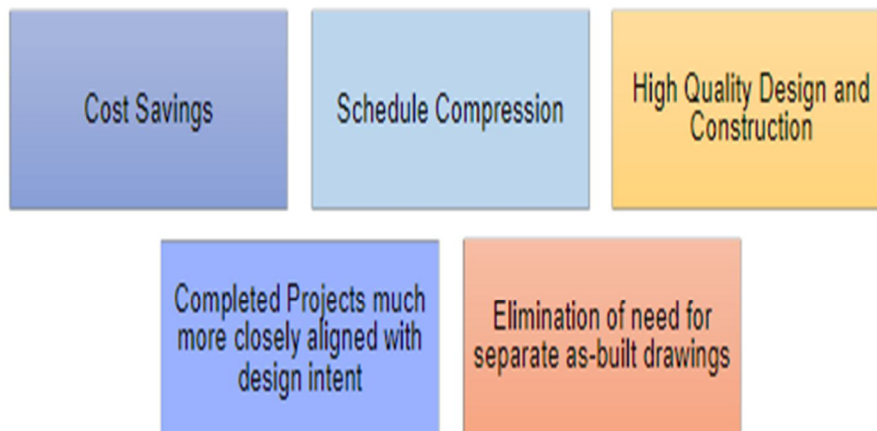 Cost Savings
Schedule Compression
High Quality Design and
Construction
Completed Projects much
more closely aligned with
design intent
Elimination of need for
separate as-built drawings